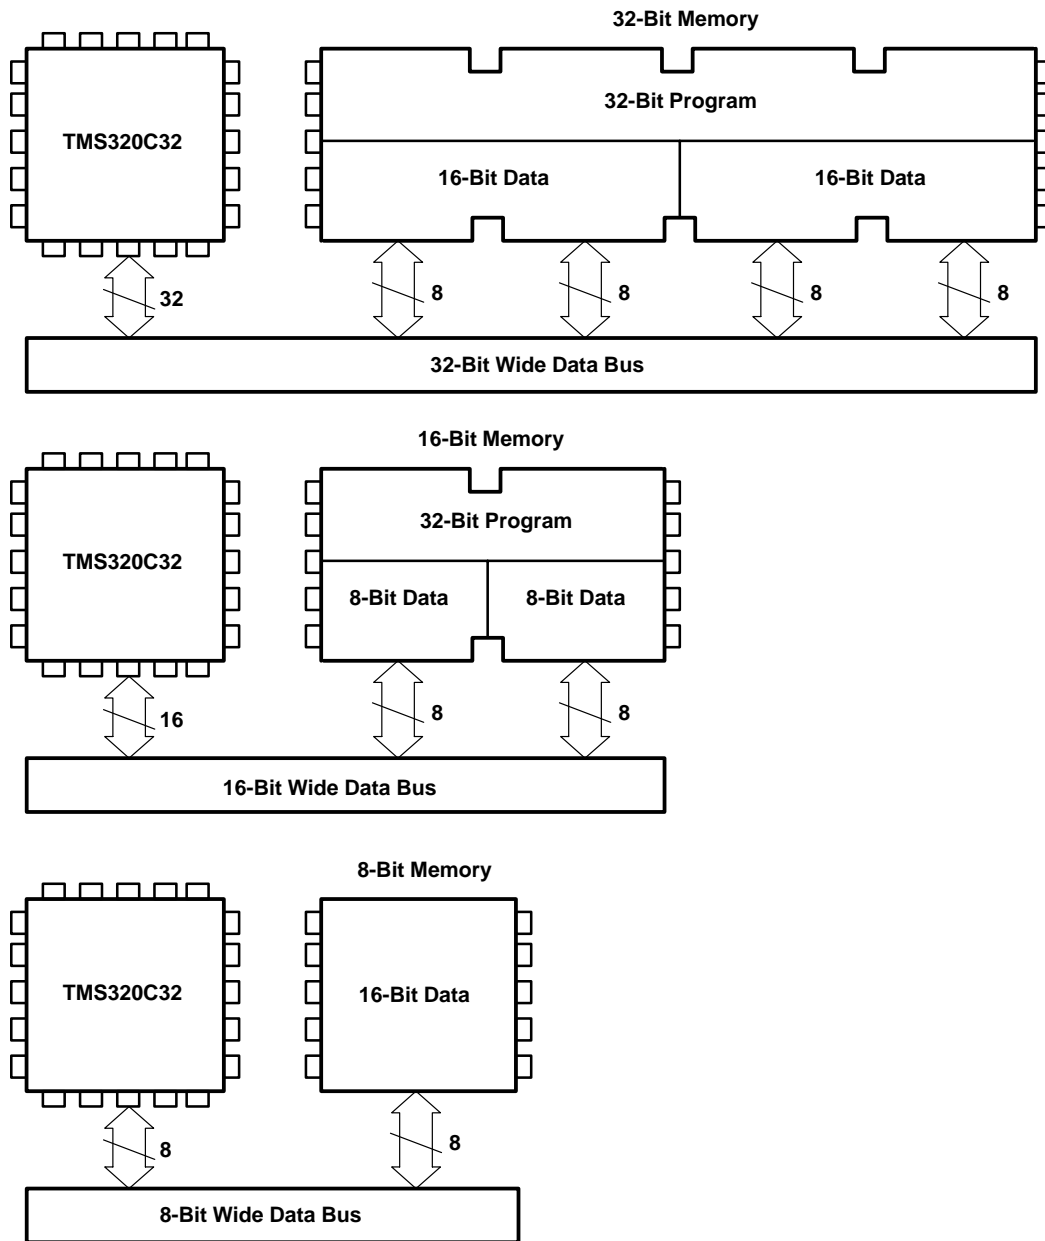 32-Bit Memory
32-Bit Program
TMS320C32
16-Bit Data
16-Bit Data
32
8
8
8
8
32-Bit Wide Data Bus
16-Bit Memory
32-Bit Program
TMS320C32
8-Bit Data
8-Bit Data
16
8
8
16-Bit Wide Data Bus
8-Bit Memory
TMS320C32
16-Bit Data
8
8
8-Bit Wide Data Bus